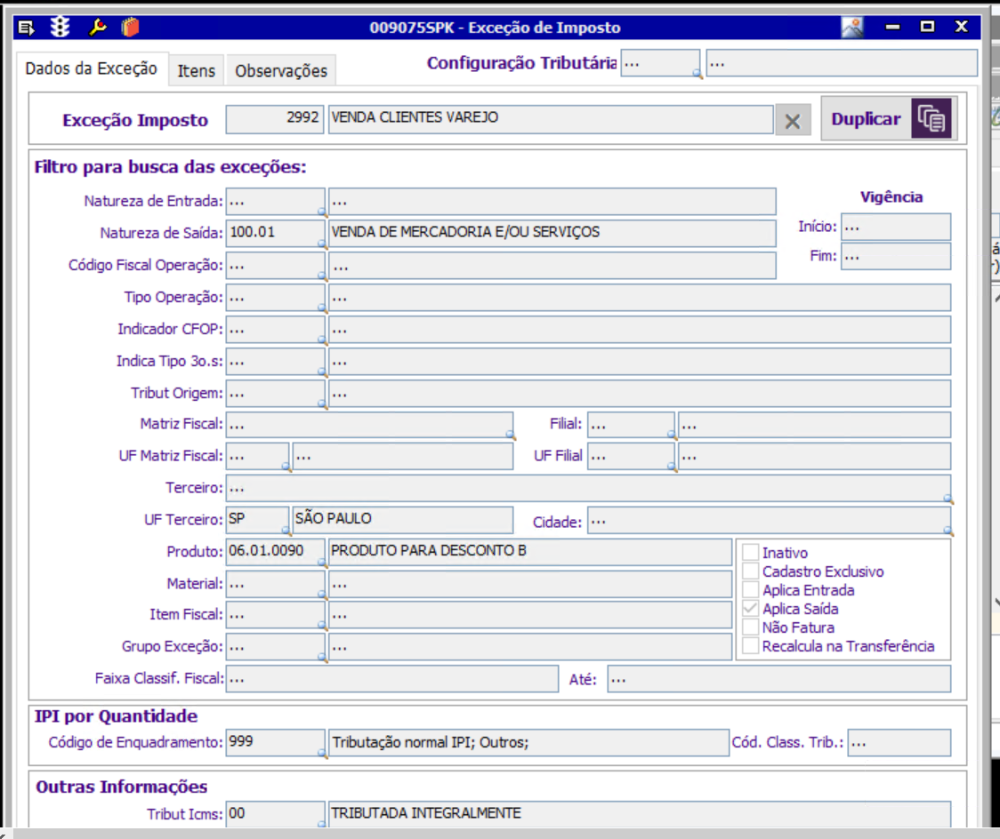 009075SPK - Exceção de Imposto
Dados da Exceção Itens Observações Configuração Tributária ... ...
Exceção Imposto 2992 VENDA CLIENTES VAREJO Duplicar
Filtro para busca das exceções:
Natureza de Entrada: ... ... Vigência
Natureza de Saída: 100.01 VENDA DE MERCADORIA E/OU SERVIÇOS Início: ...
Código Fiscal Operação: ... ... Fim: ...
Tipo Operação: ... ...
Indicador CFOP: ... ...
Indica Tipo 3o.s: ... ...
Tribut Origem: ... ...
Matriz Fiscal: ... Filial: ... ...
UF Matriz Fiscal: ... ... UF Filial ... ...
Terceiro: ...
UF Terceiro: SP SÃO PAULO Cidade: ...
Produto: 06.01.0090 PRODUTO PARA DESCONTO B Inativo
Cadastro Exclusivo
Material: ... ... Aplica Entrada
Item Fiscal: ... ... Aplica Saída
Não Fatura
Grupo Exceção: ... ... Recalcula na Transferência
Faixa Classif. Fiscal: ... Até: ...
IPI por Quantidade
Código de Enquadramento: 999 Tributação normal IPI; Outros; Cód. Class. Trib.: ...
Outras Informações
Tribut Icms: 00 TRIBUTADA INTEGRALMENTE